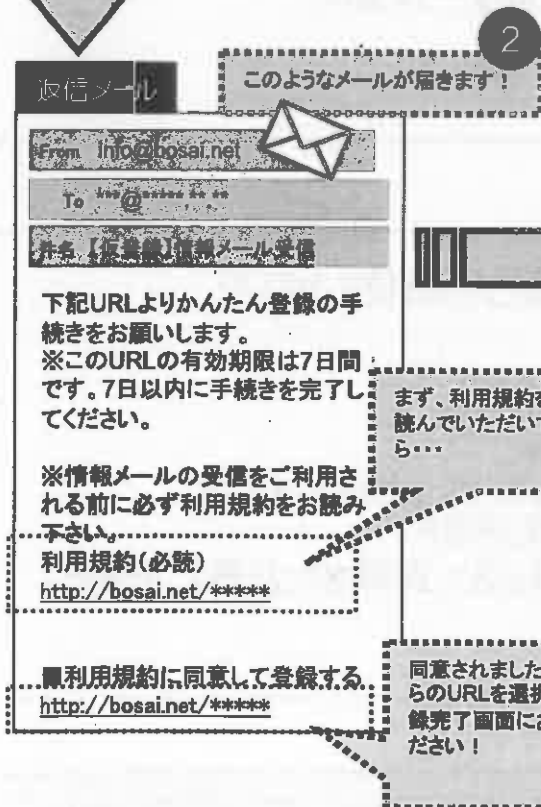 2
返信メール
このようなメールが届きます!
From info@bosai.net
To ***@*****.**.**
件名 【仮登録】情報メール受信
下記URLよりかんたん登録の手
続きをお願いします。
※このURLの有効期限は7日間
です。7日以内に手続きを完了し
てください。
※情報メールの受信をご利用さ
れる前に必ず利用規約をお読み
下さい。
利用規約(必読)
http://bosai.net/*****
■利用規約に同意して登録する
http://bosai.net/*****
まず、利用規約を
読んでいただいて
ら・・・
同意されました
らのURLを選択
録完了画面にお
ださい!